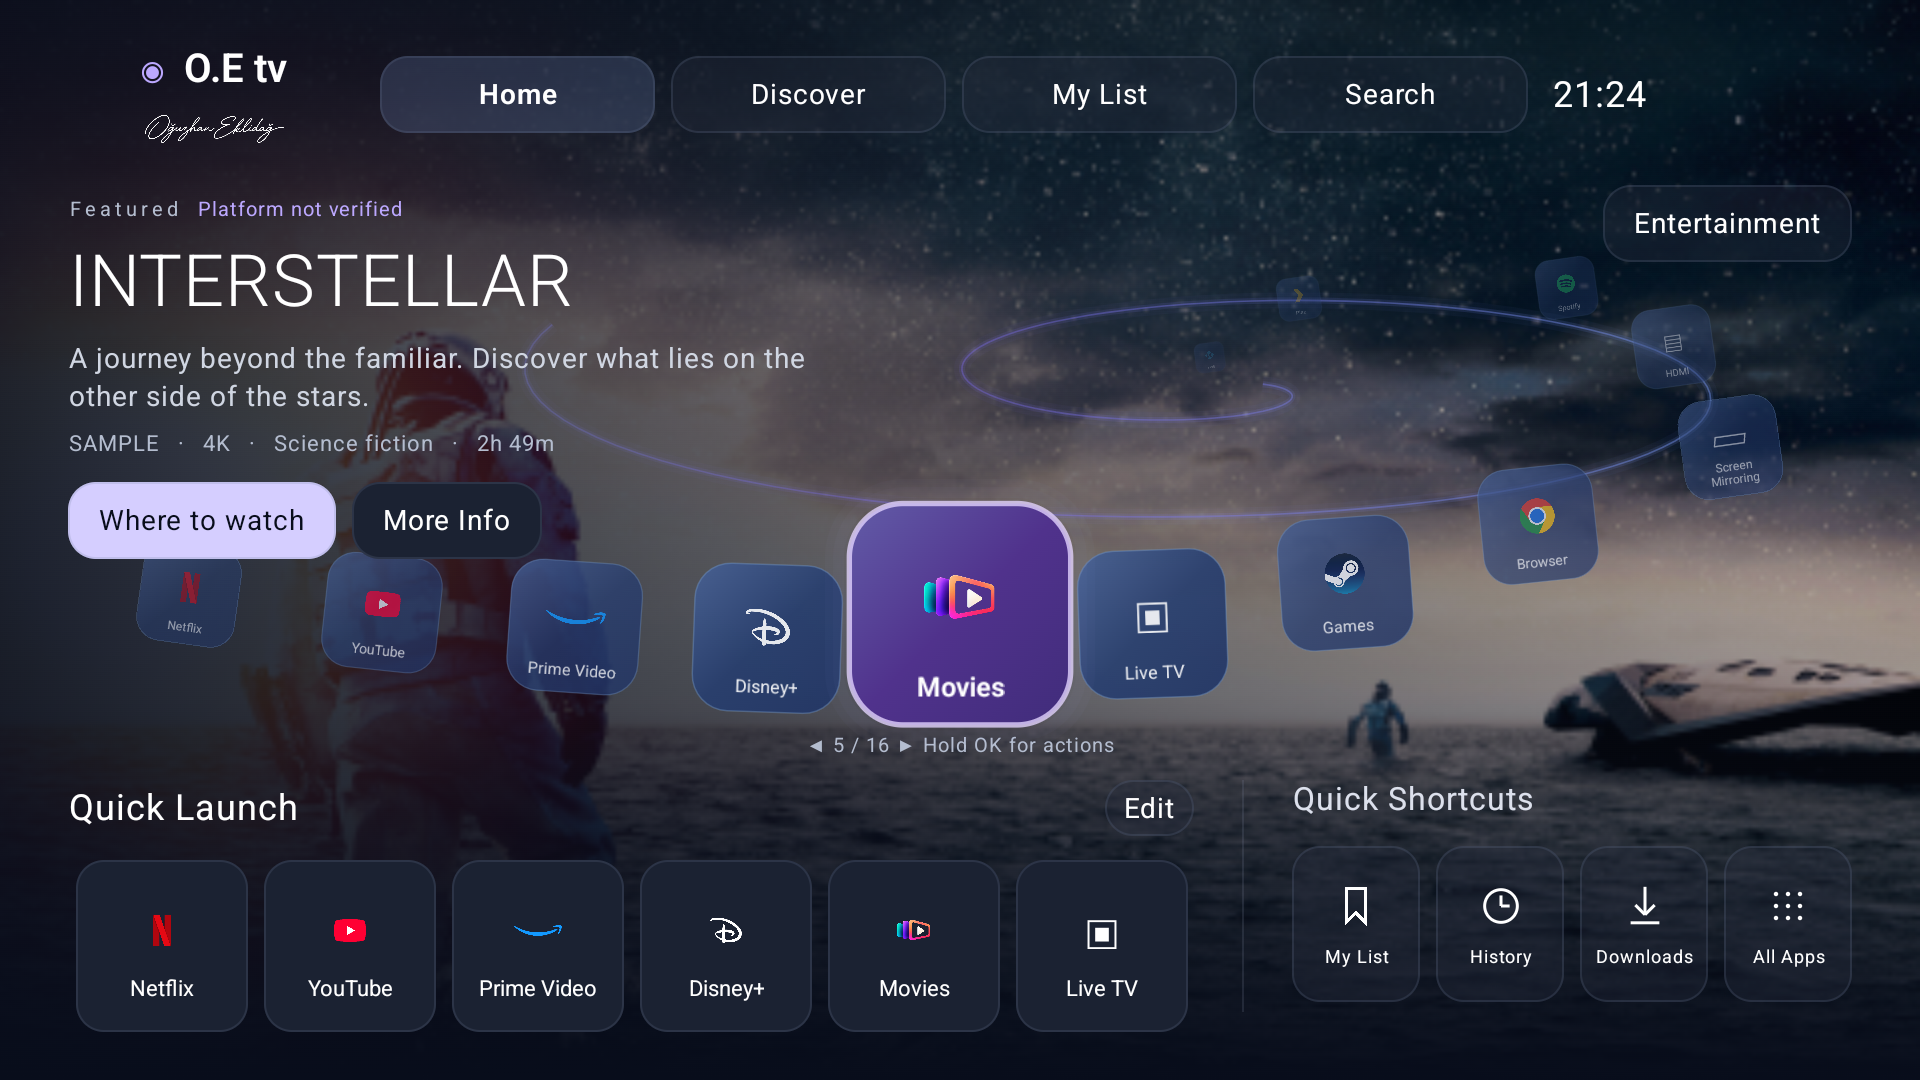 O.E tv
Oğuzhan Eklidağ
Home
Discover
My List
Search
21:24
Featured Platform not verified
Entertainment
INTERSTELLAR
A journey beyond the familiar. Discover what lies on the
other side of the stars.
SAMPLE · 4K · Science fiction · 2h 49m
Where to watch
More Info
Spotify
HDMI
Screen
Mirroring
Browser
Games
Netflix
YouTube
Prime Video
Disney+
Movies
Live TV
◄ 5 / 16 ► Hold OK for actions
Quick Launch
Edit
Netflix
YouTube
Prime Video
Disney+
Movies
Live TV
Quick Shortcuts
My List
History
Downloads
All Apps